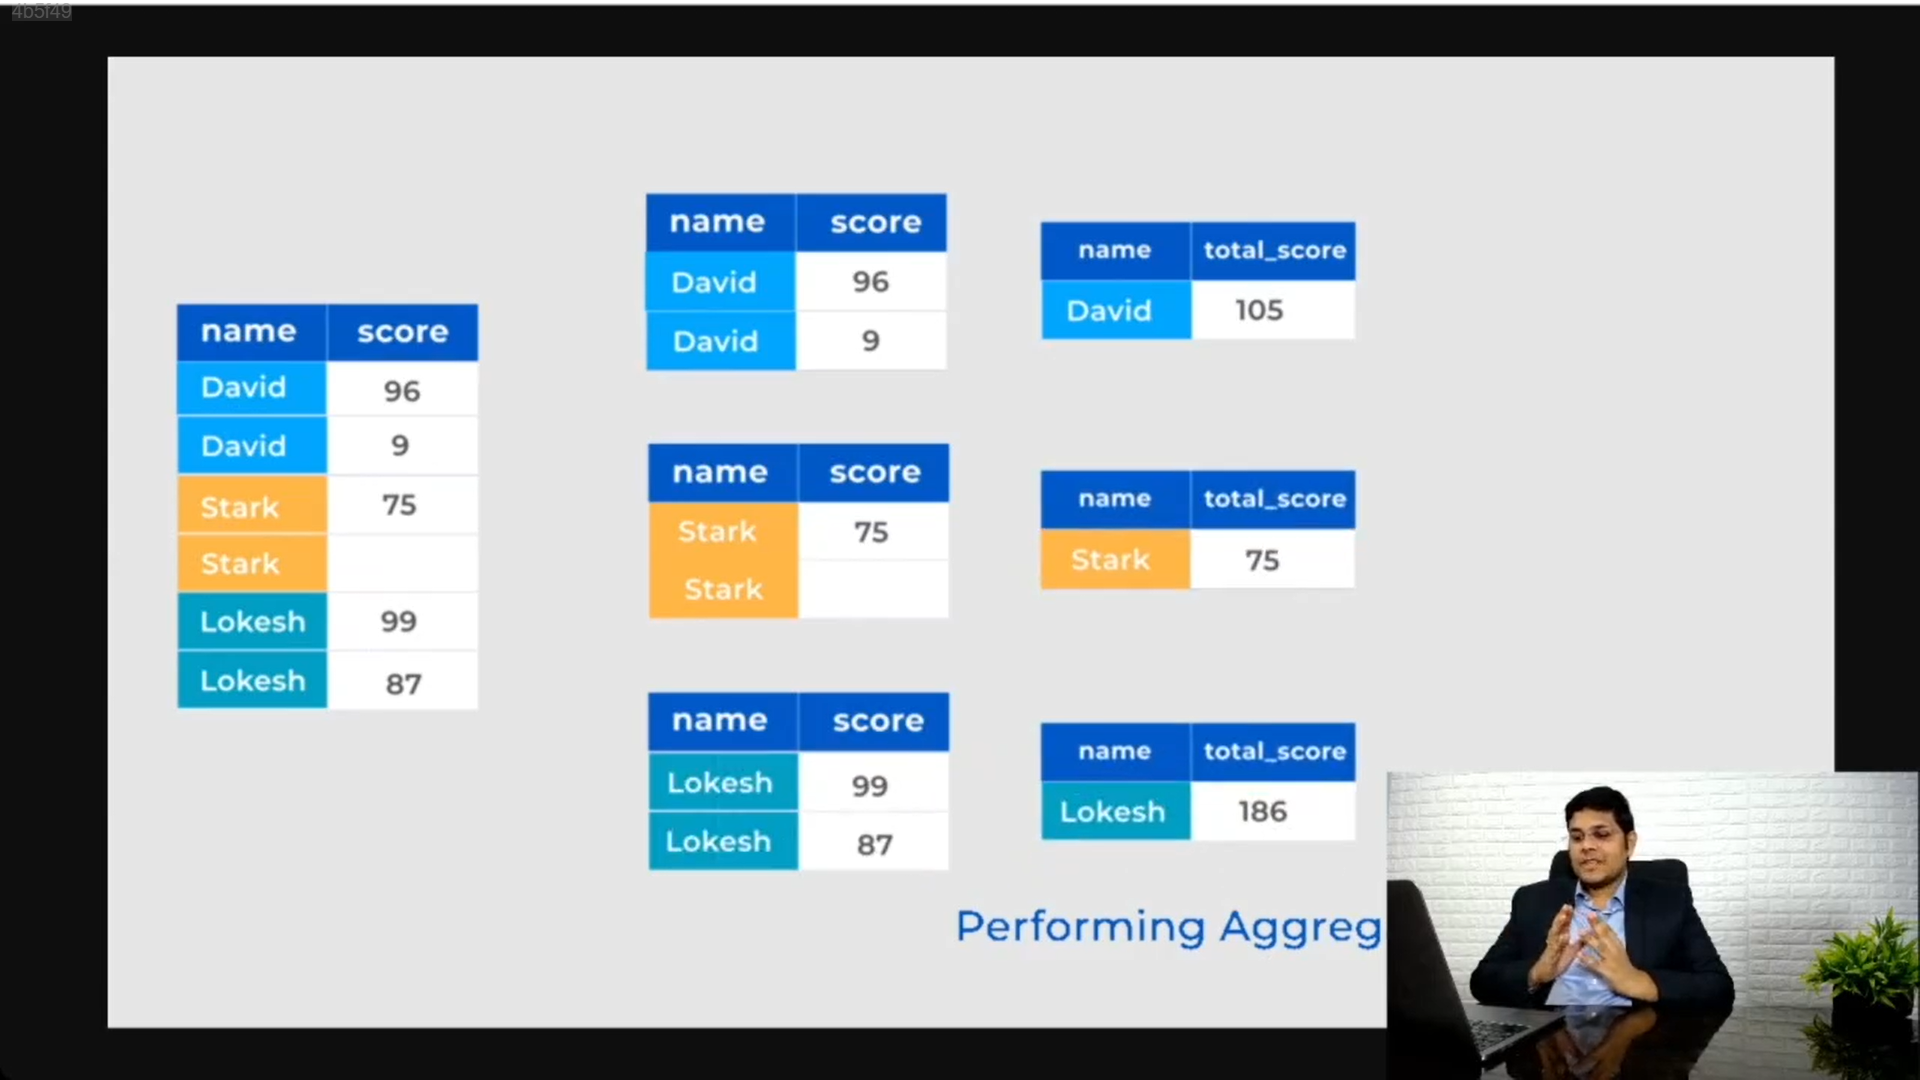 4b5f49
name score
David 96
David 9
Stark 75
Stark
Lokesh 99
Lokesh 87
name score
David 96
David 9
name total_score
David 105
name score
Stark 75
Stark
name total_score
Stark 75
name score
Lokesh 99
Lokesh 87
name total_score
Lokesh 186
Performing Aggreg